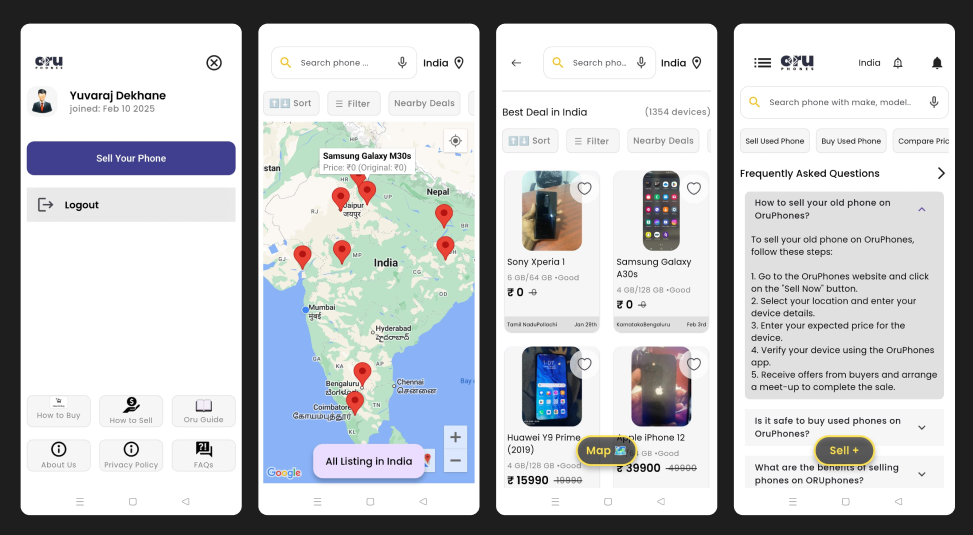 oru
PHONES
Yuvaraj Dekhane
joined: Feb 10 2025
Sell Your Phone
Logout
How to Buy
How to Sell
Oru Guide
About Us
Privacy Policy
FAQs
Search phone ...
India
Sort
Filter
Nearby Deals
Samsung Galaxy M30s
Price: ₹0 (Original: ₹0)
stan
HP
HR
Nepal
UP
RJ
Jaipur
जयपुर
BR
GJ
MP
India
CG
OD
Mumbai
मुंबई
Hyderabad
GA
KA
AP
Bengaluru
Chennai
சென்னை
Coimbatore
கோயமுத்தூர்
TN
KL
Bay
All Listing in India
Google
Search pho...
India
Best Deal in India
(1354 devices)
Sort
Filter
Nearby Deals
Sony Xperia 1
6 GB/64 GB •Good
₹ 0 0
Tamil NaduPollachi Jan 29th
Samsung Galaxy
A30s
4 GB/128 GB •Good
₹ 0 0
KarnatakaBengaluru Feb 3rd
Huawei Y9 Prime
(2019)
4 GB/128 GB •Good
₹ 15990 19990
Apple iPhone 12
GB •Good
₹ 39900 49900
Map
oru
PHONES
India
Search phone with make, model..
Sell Used Phone
Buy Used Phone
Compare Pric
Frequently Asked Questions
How to sell your old phone on
OruPhones?
To sell your old phone on OruPhones,
follow these steps:
1. Go to the OruPhones website and click
on the "Sell Now" button.
2. Select your location and enter your
device details.
3. Enter your expected price for the
device.
4. Verify your device using the OruPhones
app.
5. Receive offers from buyers and arrange
a meet-up to complete the sale.
Is it safe to buy used phones on
OruPhones?
Sell +
What are the benefits of selling
phones on ORUphones?